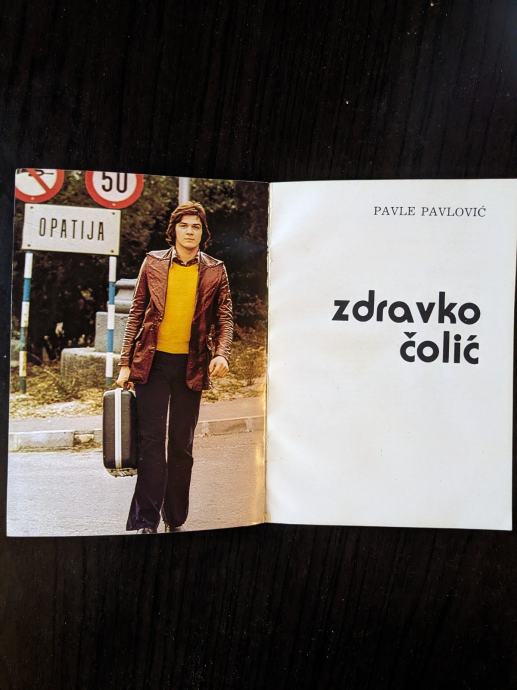 50
OPATIJA
PAVLE PAVLOVIĆ
zdravko
čolić